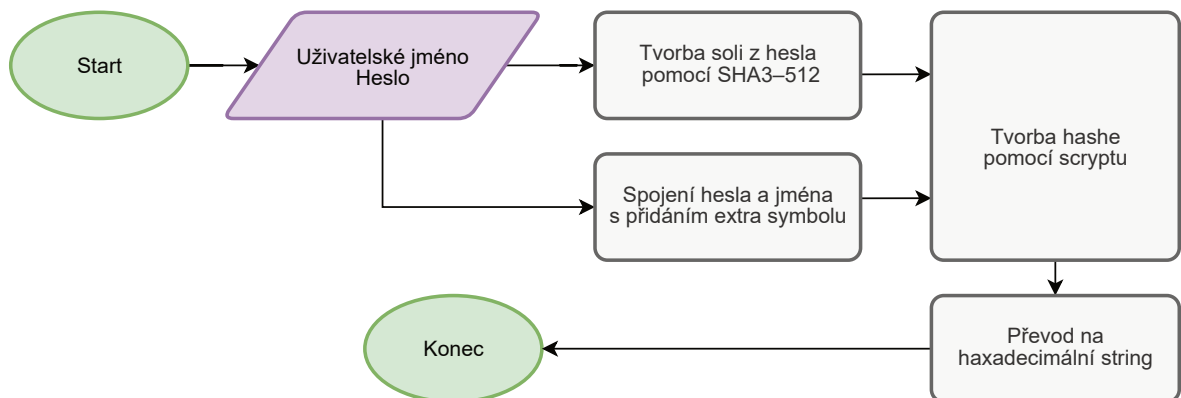 Start
Uživatelské jméno
Heslo
Tvorba soli z hesla
pomocí SHA3–512
Tvorba hashe
pomocí scryptu
Spojení hesla a jména
s přidáním extra symbolu
Konec
Převod na
haxadecimální string